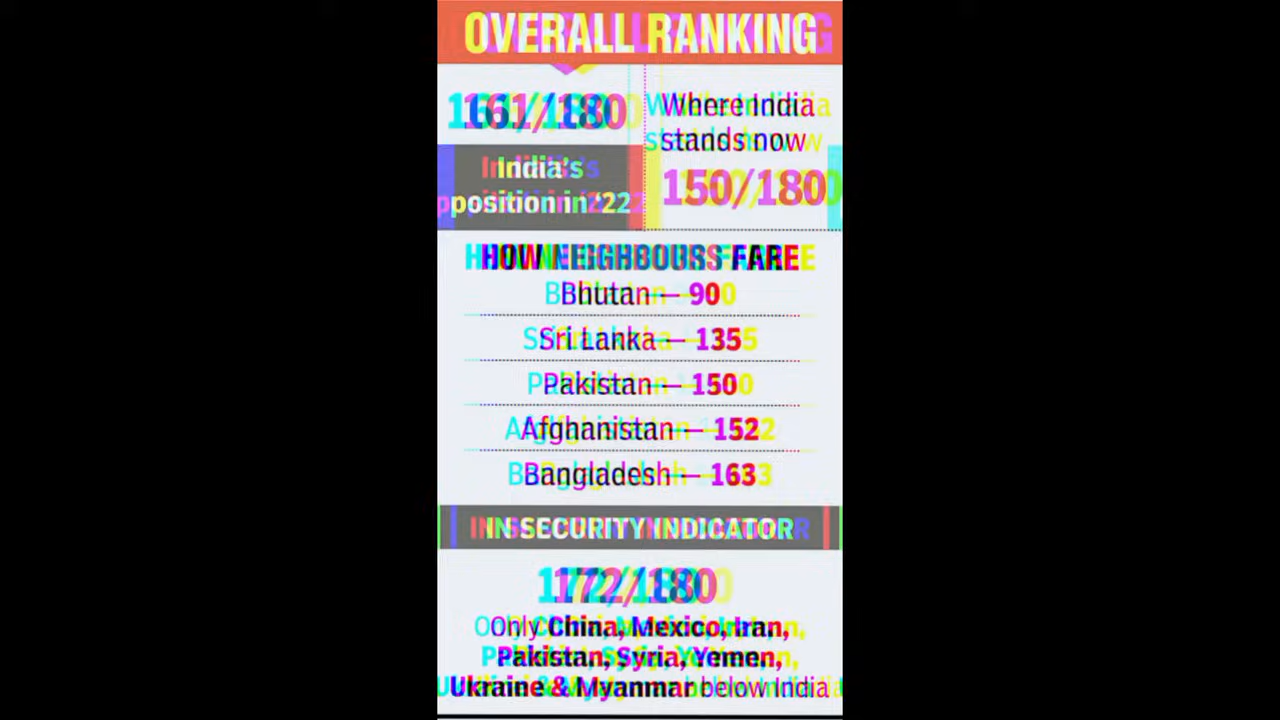 OVERALL RANKING
161/180
India's
position in '22
Where India
stands now
150/180
HOW NEIGHBOURS FARE
Bhutan — 90
Sri Lanka — 135
Pakistan — 150
Afghanistan — 152
Bangladesh — 163
IN SECURITY INDICATOR
172/180
Only China, Mexico, Iran,
Pakistan, Syria, Yemen,
Ukraine & Myanmar below India